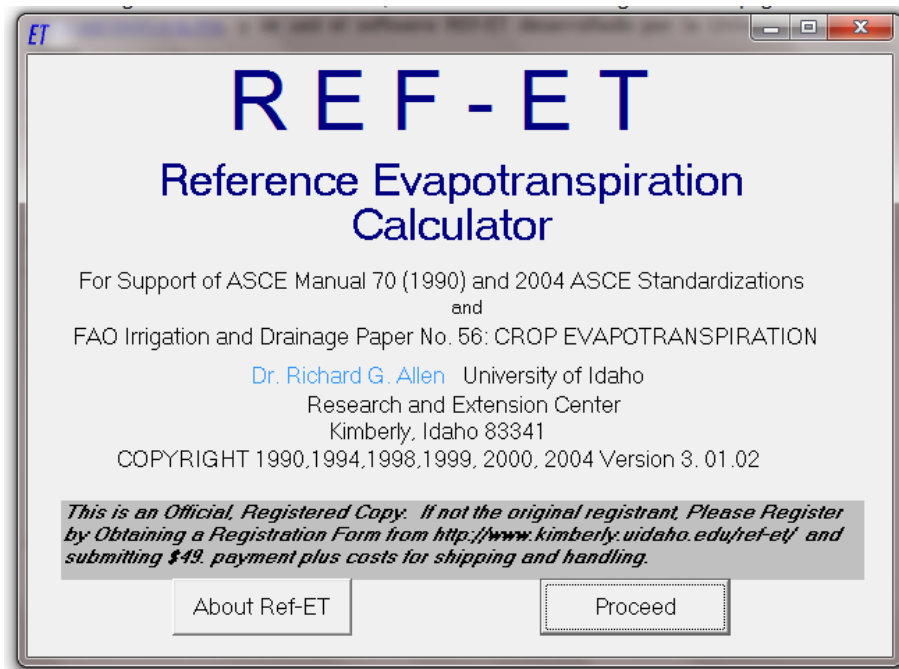 ET
REF-ET
Reference Evapotranspiration
Calculator
For Support of ASCE Manual 70 (1990) and 2004 ASCE Standardizations
and
FAO Irrigation and Drainage Paper No. 56: CROP EVAPOTRANSPIRATION
Dr. Richard G. Allen University of Idaho
Research and Extension Center
Kimberly, Idaho 83341
COPYRIGHT 1990,1994,1998,1999, 2000, 2004 Version 3. 01.02
This is an Official, Registered Copy. If not the original registrant, Please Register
by Obtaining a Registration Form from http://www.kimberly.uidaho.edu/ref-et/ and
submitting $49. payment plus costs for shipping and handling.
About Ref-ET
Proceed